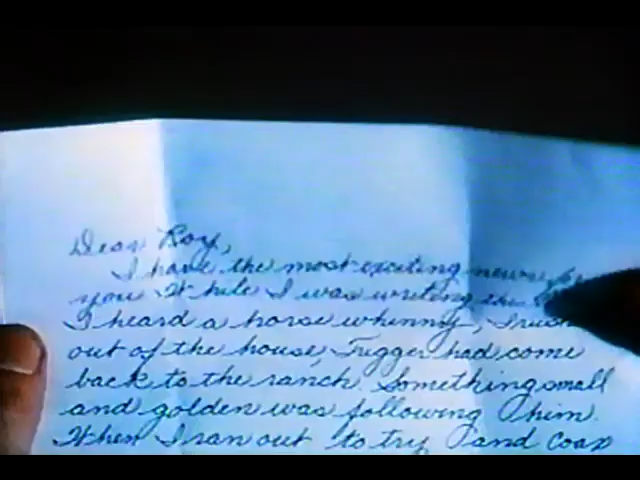 Dear Roy,
I have the most exciting news
you. While I was writing this
I heard a horse whinny, I rush
out of the house, Trigger had come
back to the ranch. Something small
and golden was following him.
When I ran out to try and coax